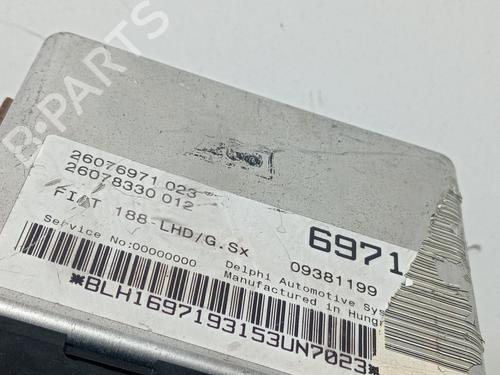 B-PARTS
26076971 023
26078330 012
FIAT 188-LHD/G.SX
6971
09381199
Service No:00000000
Delphi Automotive Sys
Manufactured in Hung
*BLH1697193153UN7023*